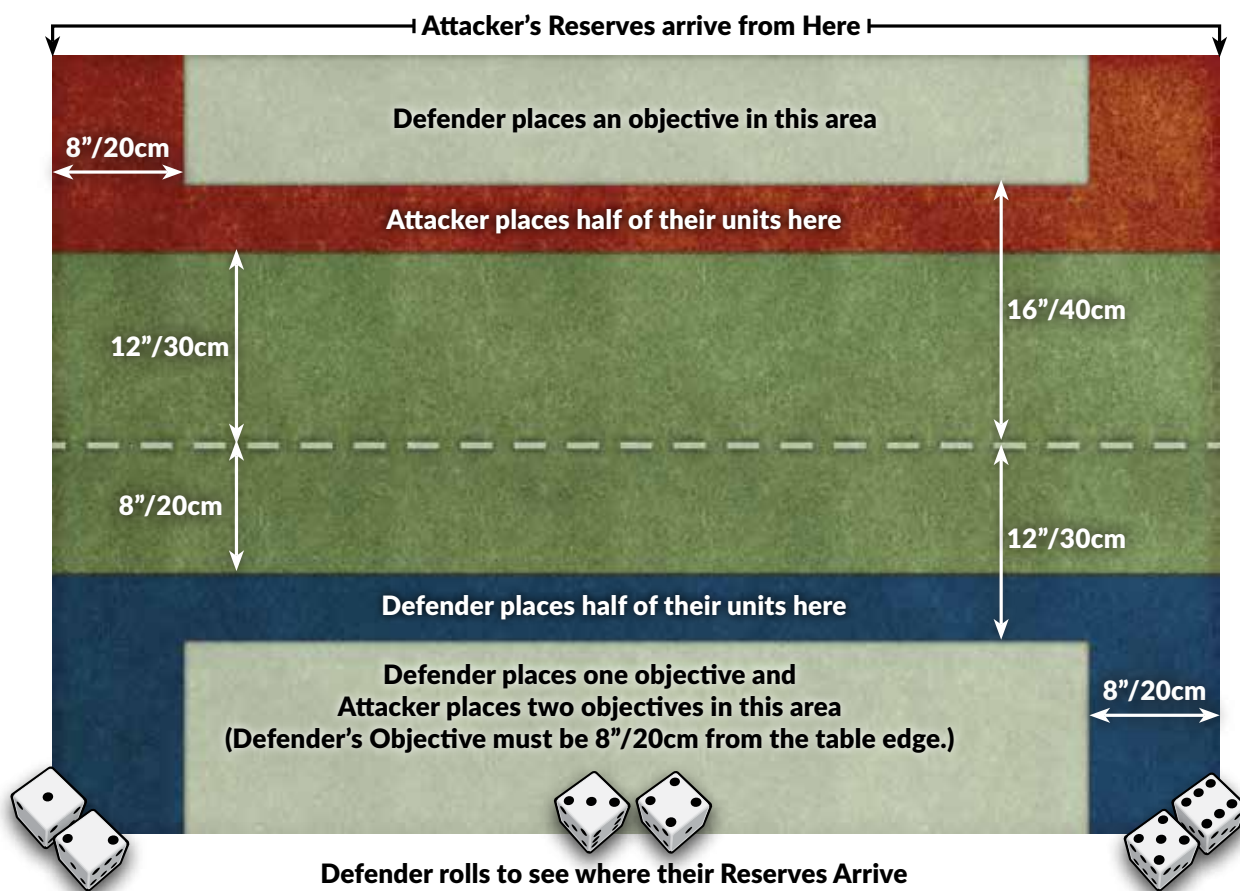 Attacker’s Reserves arrive from Here
Defender places an objective in this area
8”/20cm
Attacker places half of their units here
16”/40cm
12”/30cm
8”/20cm
12”/30cm
Defender places half of their units here
Defender places one objective and
Attacker places two objectives in this area
(Defender’s Objective must be 8”/20cm from the table edge.)
8”/20cm
Defender rolls to see where their Reserves Arrive